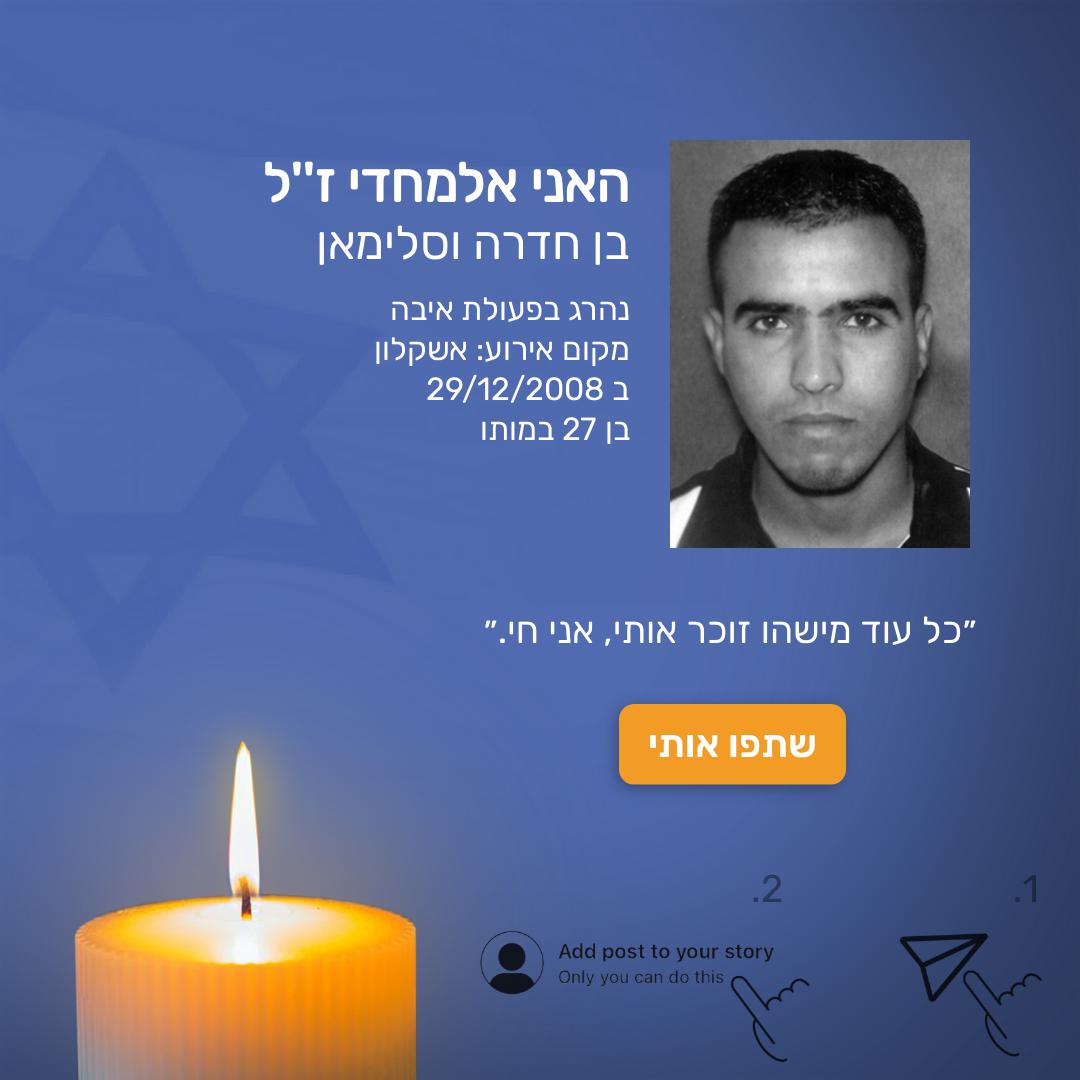 האני אלמחדי ז"ל
בן חדרה וסלימאן
נהרג בפעולת איבה
מקום אירוע: אשקלון
ב 29/12/2008
בן 27 במותו
״כל עוד מישהו זוכר אותי, אני חי.״
שתפו אותי
1.
2.
Add post to your story
Only you can do this